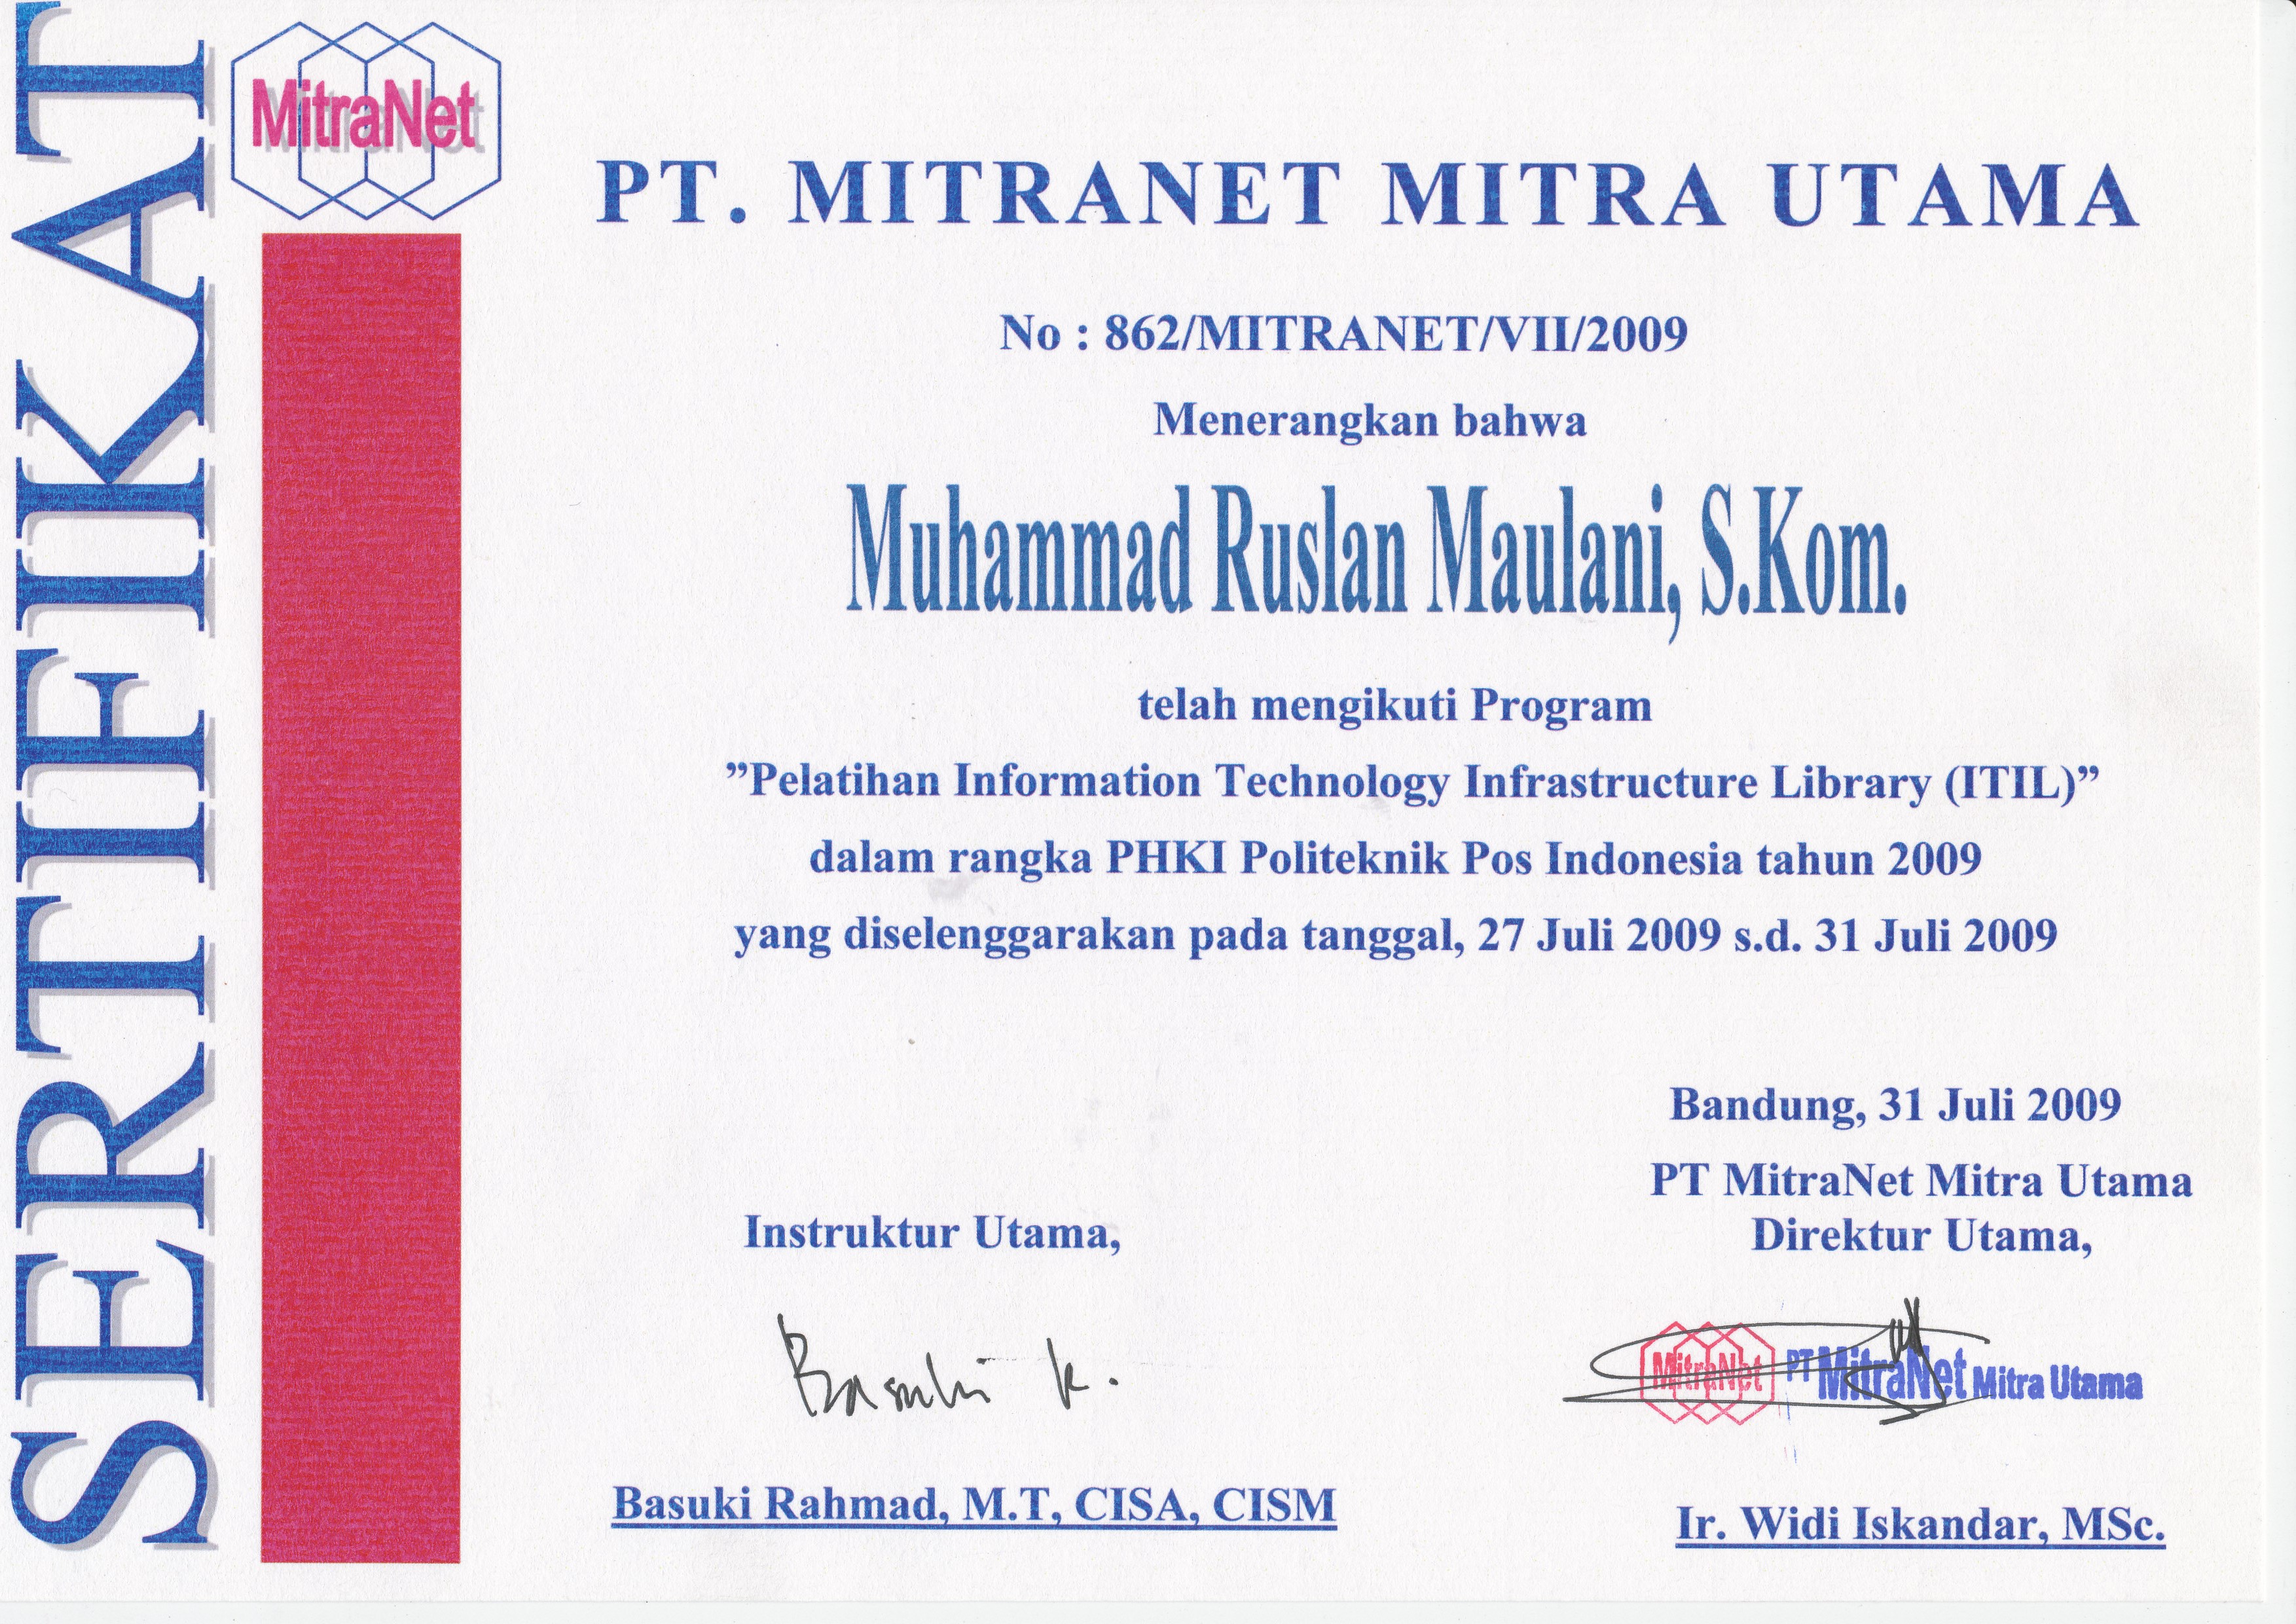 SERTIFIKAT
MitraNet
PT. MITRANET MITRA UTAMA
No : 862/MITRANET/VII/2009
Menerangkan bahwa
Muhammad Ruslan Maulani, S.Kom.
telah mengikuti Program
”Pelatihan Information Technology Infrastructure Library (ITIL)”
dalam rangka PHKI Politeknik Pos Indonesia tahun 2009
yang diselenggarakan pada tanggal, 27 Juli 2009 s.d. 31 Juli 2009
Bandung, 31 Juli 2009
PT MitraNet Mitra Utama
Direktur Utama,
Instruktur Utama,
Basuki R.
MitraNet PT MitraNet Mitra Utama
Basuki Rahmad, M.T, CISA, CISM
Ir. Widi Iskandar, MSc.